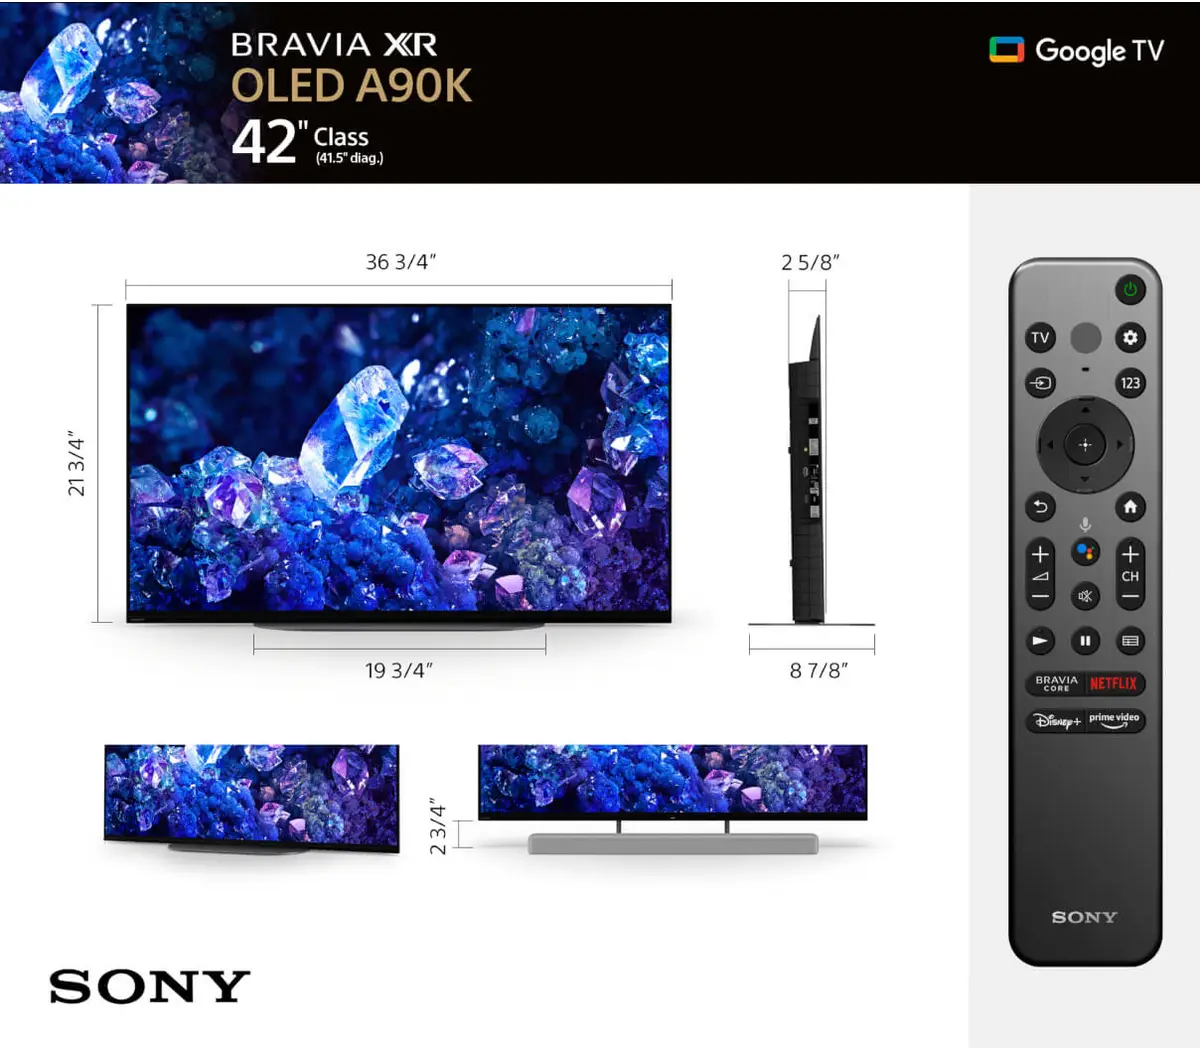 BRAVIA XR
OLED A90K
42" Class
(41.5" diag.)
Google TV
36 3/4"
2 5/8"
21 3/4"
19 3/4"
8 7/8"
2 3/4"
TV
123
CH
BRAVIA CORE
NETFLIX
Disney+
prime video
SONY
SONY